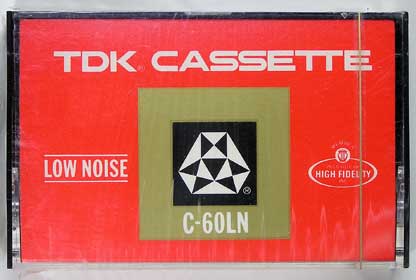 TDK® CASSETTE
LOW NOISE
HIGH FIDELITY
C-60LN
®